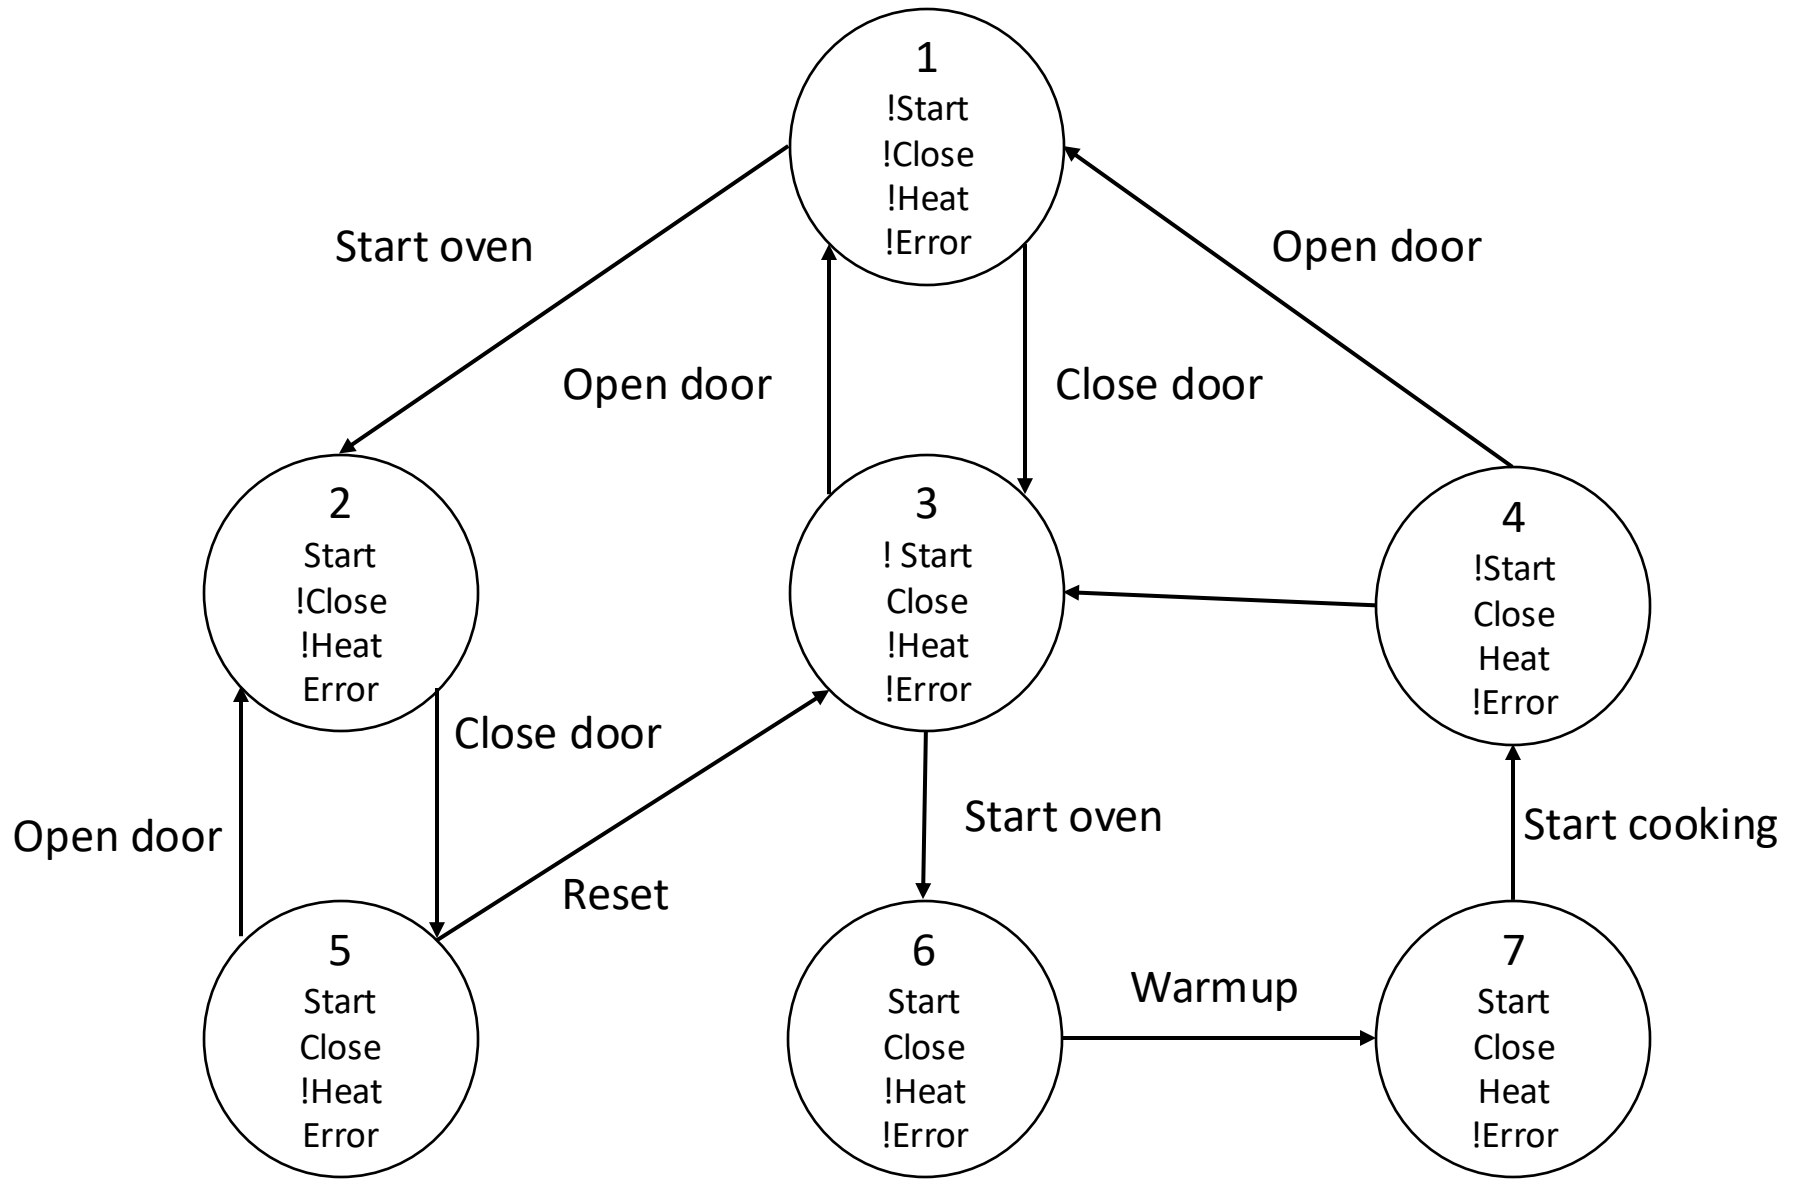 1
!Start
!Close
!Heat
!Error
Start oven
Open door
Open door
Close door
2
Start
!Close
!Heat
Error
3
! Start
Close
!Heat
!Error
4
!Start
Close
Heat
!Error
Close door
Open door
Reset
Start oven
Start cooking
5
Start
Close
!Heat
Error
6
Start
Close
!Heat
!Error
Warmup
7
Start
Close
Heat
!Error